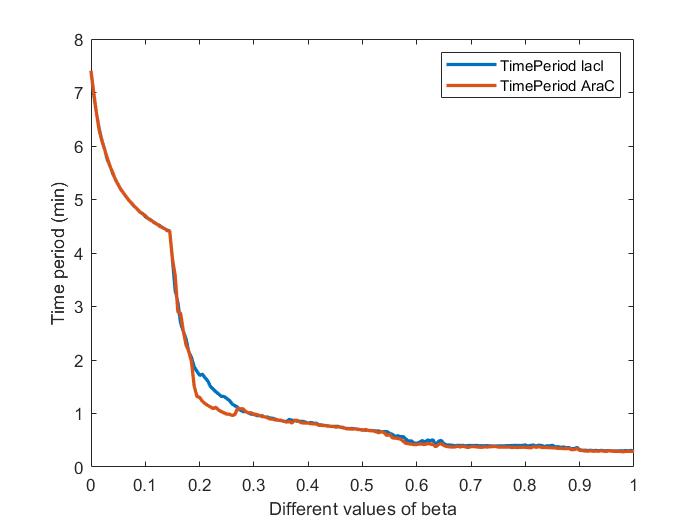 8
7
6
5
4
3
2
1
0
Time period (min)
TimePeriod lacI
TimePeriod AraC
0 0.1 0.2 0.3 0.4 0.5 0.6 0.7 0.8 0.9 1
Different values of beta